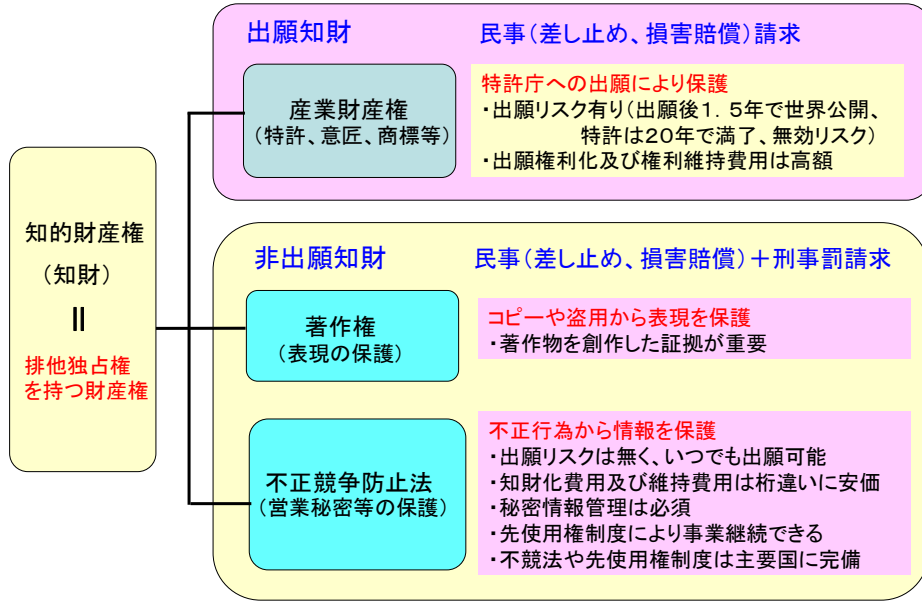 知的財産権
（知財）
＝
排他独占権
を持つ財産権
出願知財
民事（差し止め、損害賠償）請求
産業財産権
（特許、意匠、商標等）
特許庁への出願により保護
・出願リスク有り（出願後１．５年で世界公開、
特許は２０年で満了、無効リスク）
・出願権利化及び権利維持費用は高額
非出願知財
民事（差し止め、損害賠償）＋刑事罰請求
著作権
（表現の保護）
コピーや盗用から表現を保護
・著作物を創作した証拠が重要
不正競争防止法
（営業秘密等の保護）
不正行為から情報を保護
・出願リスクは無く、いつでも出願可能
・知財化費用及び維持費用は桁違いに安価
・秘密情報管理は必須
・先使用権制度により事業継続できる
・不競法や先使用権制度は主要国に完備